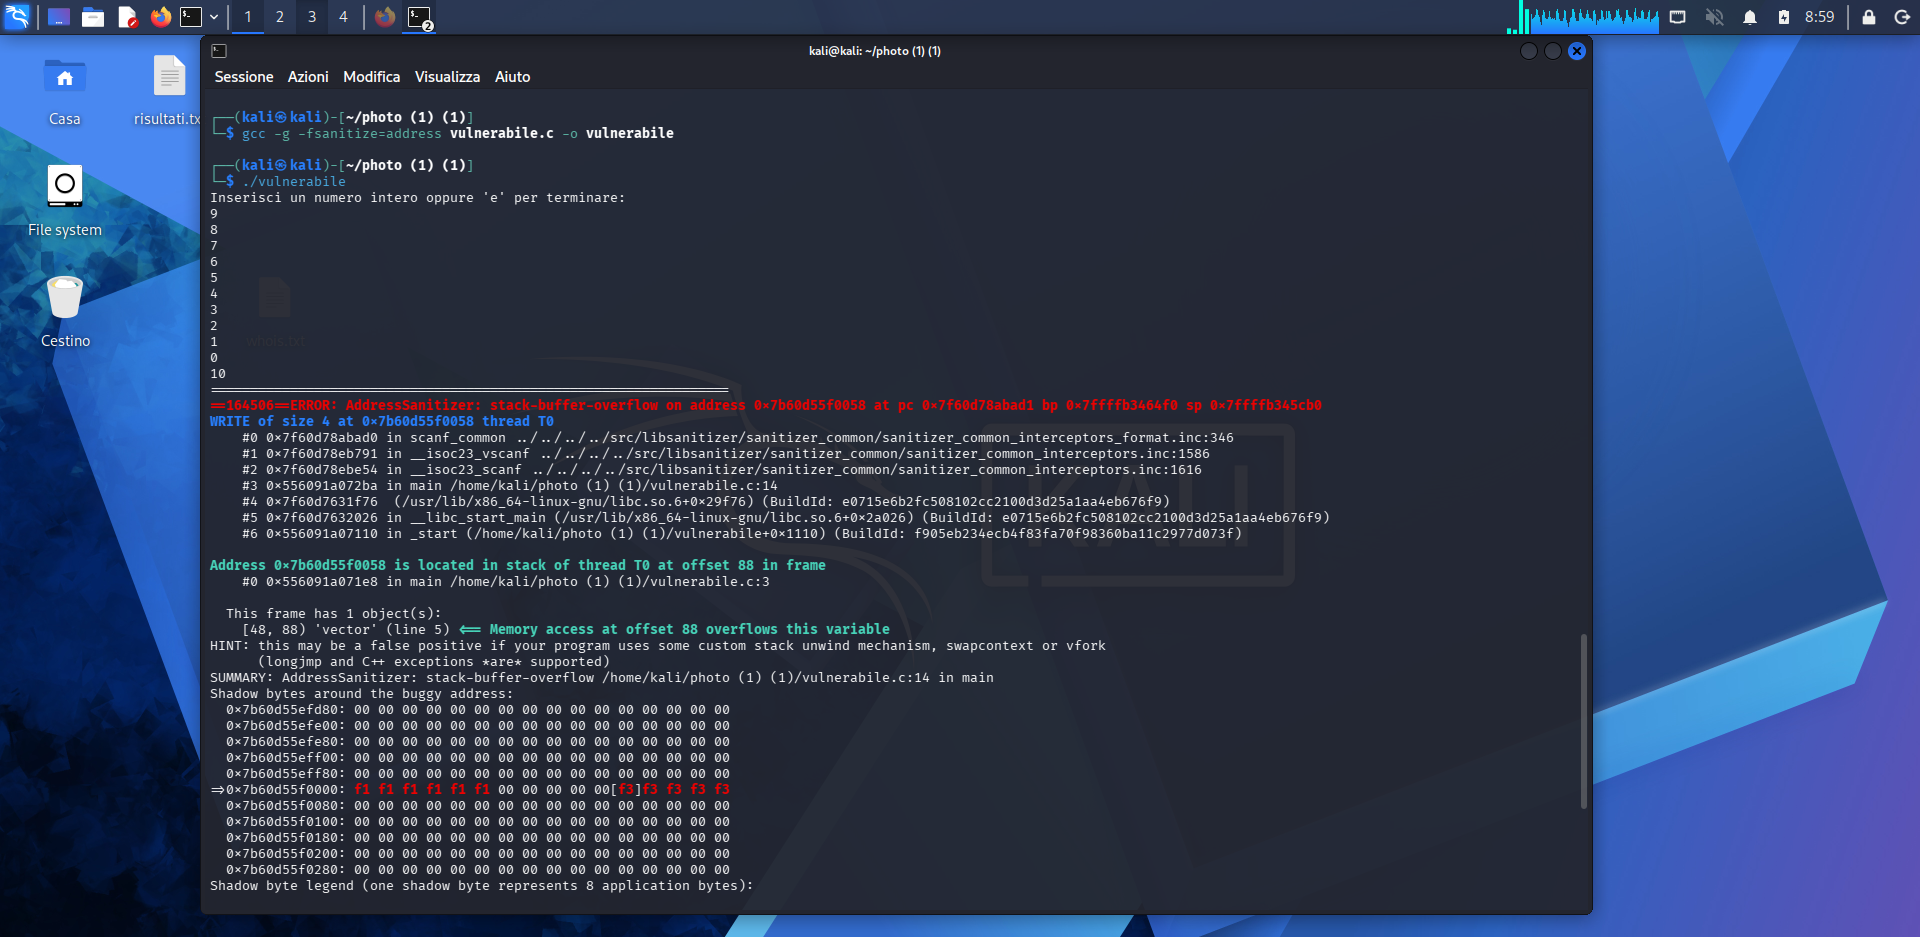 1 2 3 4
2
8:59
kali@kali: ~/photo (1) (1)
Sessione Azioni Modifica Visualizza Aiuto
Casa
risultati.tx
File system
Cestino
┌──(kali㉿kali)-[~/photo (1) (1)]
└─$ gcc -g -fsanitize=address vulnerabile.c -o vulnerabile
┌──(kali㉿kali)-[~/photo (1) (1)]
└─$ ./vulnerabile
Inserisci un numero intero oppure 'e' per terminare:
9
8
7
6
5
4
3
2
1
0
10
=================================================================
==164506==ERROR: AddressSanitizer: stack-buffer-overflow on address 0x7b60d55f0058 at pc 0x7f60d78abad1 bp 0x7ffffb3464f0 sp 0x7ffffb345cb0
WRITE of size 4 at 0x7b60d55f0058 thread T0
#0 0x7f60d78abad0 in scanf_common ../../../../src/libsanitizer/sanitizer_common/sanitizer_common_interceptors_format.inc:346
#1 0x7f60d78eb791 in __isoc23_vscanf ../../../../src/libsanitizer/sanitizer_common/sanitizer_common_interceptors.inc:1586
#2 0x7f60d78ebe54 in __isoc23_scanf ../../../../src/libsanitizer/sanitizer_common/sanitizer_common_interceptors.inc:1616
#3 0x556091a072ba in main /home/kali/photo (1) (1)/vulnerabile.c:14
#4 0x7f60d7631f76  (/usr/lib/x86_64-linux-gnu/libc.so.6+0x29f76) (BuildId: e0715e6b2fc508102cc2100d3d25a1aa4eb676f9)
#5 0x7f60d7632026 in __libc_start_main (/usr/lib/x86_64-linux-gnu/libc.so.6+0x2a026) (BuildId: e0715e6b2fc508102cc2100d3d25a1aa4eb676f9)
#6 0x556091a07110 in _start (/home/kali/photo (1) (1)/vulnerabile+0x1110) (BuildId: f905eb234ecb4f83fa70f98360ba11c2977d073f)
Address 0x7b60d55f0058 is located in stack of thread T0 at offset 88 in frame
#0 0x556091a071e8 in main /home/kali/photo (1) (1)/vulnerabile.c:3
This frame has 1 object(s):
[48, 88) 'vector' (line 5) <== Memory access at offset 88 overflows this variable
HINT: this may be a false positive if your program uses some custom stack unwind mechanism, swapcontext or vfork
(longjmp and C++ exceptions *are* supported)
SUMMARY: AddressSanitizer: stack-buffer-overflow /home/kali/photo (1) (1)/vulnerabile.c:14 in main
Shadow bytes around the buggy address:
0x7b60d55efd80: 00 00 00 00 00 00 00 00 00 00 00 00 00 00 00 00
0x7b60d55efe00: 00 00 00 00 00 00 00 00 00 00 00 00 00 00 00 00
0x7b60d55efe80: 00 00 00 00 00 00 00 00 00 00 00 00 00 00 00 00
0x7b60d55eff00: 00 00 00 00 00 00 00 00 00 00 00 00 00 00 00 00
0x7b60d55eff80: 00 00 00 00 00 00 00 00 00 00 00 00 00 00 00 00
=>0x7b60d55f0000: f1 f1 f1 f1 f1 f1 00 00 00 00 00[f3]f3 f3 f3 f3
0x7b60d55f0080: 00 00 00 00 00 00 00 00 00 00 00 00 00 00 00 00
0x7b60d55f0100: 00 00 00 00 00 00 00 00 00 00 00 00 00 00 00 00
0x7b60d55f0180: 00 00 00 00 00 00 00 00 00 00 00 00 00 00 00 00
0x7b60d55f0200: 00 00 00 00 00 00 00 00 00 00 00 00 00 00 00 00
0x7b60d55f0280: 00 00 00 00 00 00 00 00 00 00 00 00 00 00 00 00
Shadow byte legend (one shadow byte represents 8 application bytes):
KALI